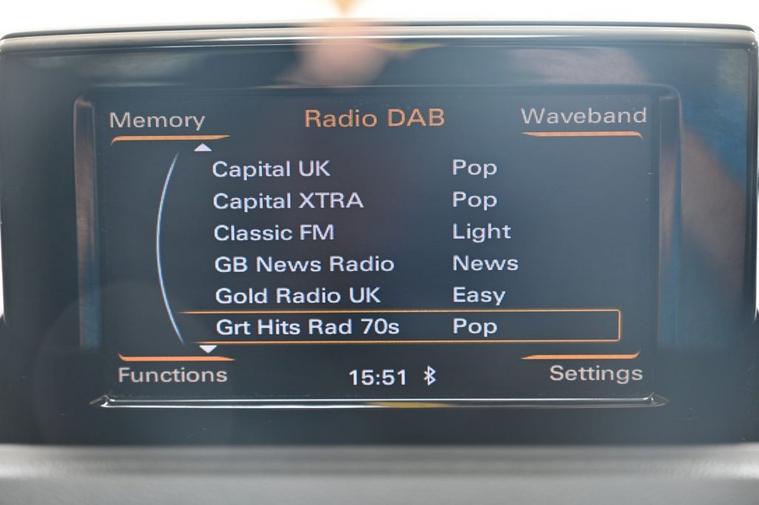 Memory Radio DAB Waveband
Capital UK Pop
Capital XTRA Pop
Classic FM Light
GB News Radio News
Gold Radio UK Easy
Grt Hits Rad 70s Pop
Functions 15:51 Settings